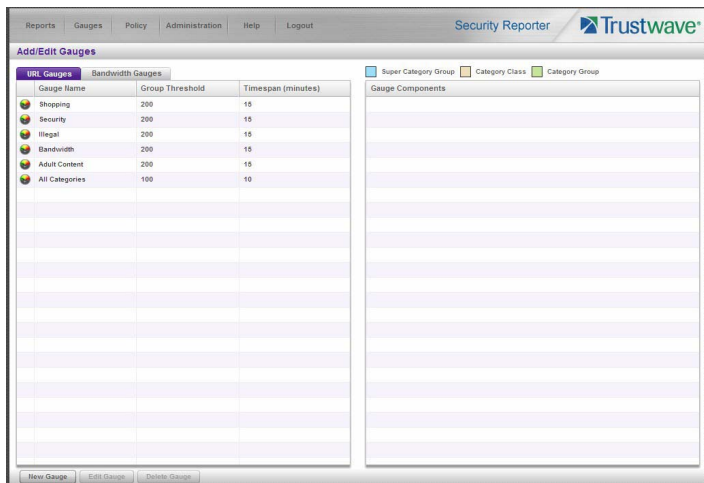 Reports Gauges Policy Administration Help Logout Security Reporter Trustwave®
Add/Edit Gauges
URL Gauges Bandwidth Gauges Super Category Group Category Class Category Group
Gauge Name Group Threshold Timespan (minutes) Gauge Components
Shopping 200 15
Security 200 15
Illegal 200 15
Bandwidth 200 15
Adult Content 200 15
All Categories 100 10
New Gauge Edit Gauge Delete Gauge